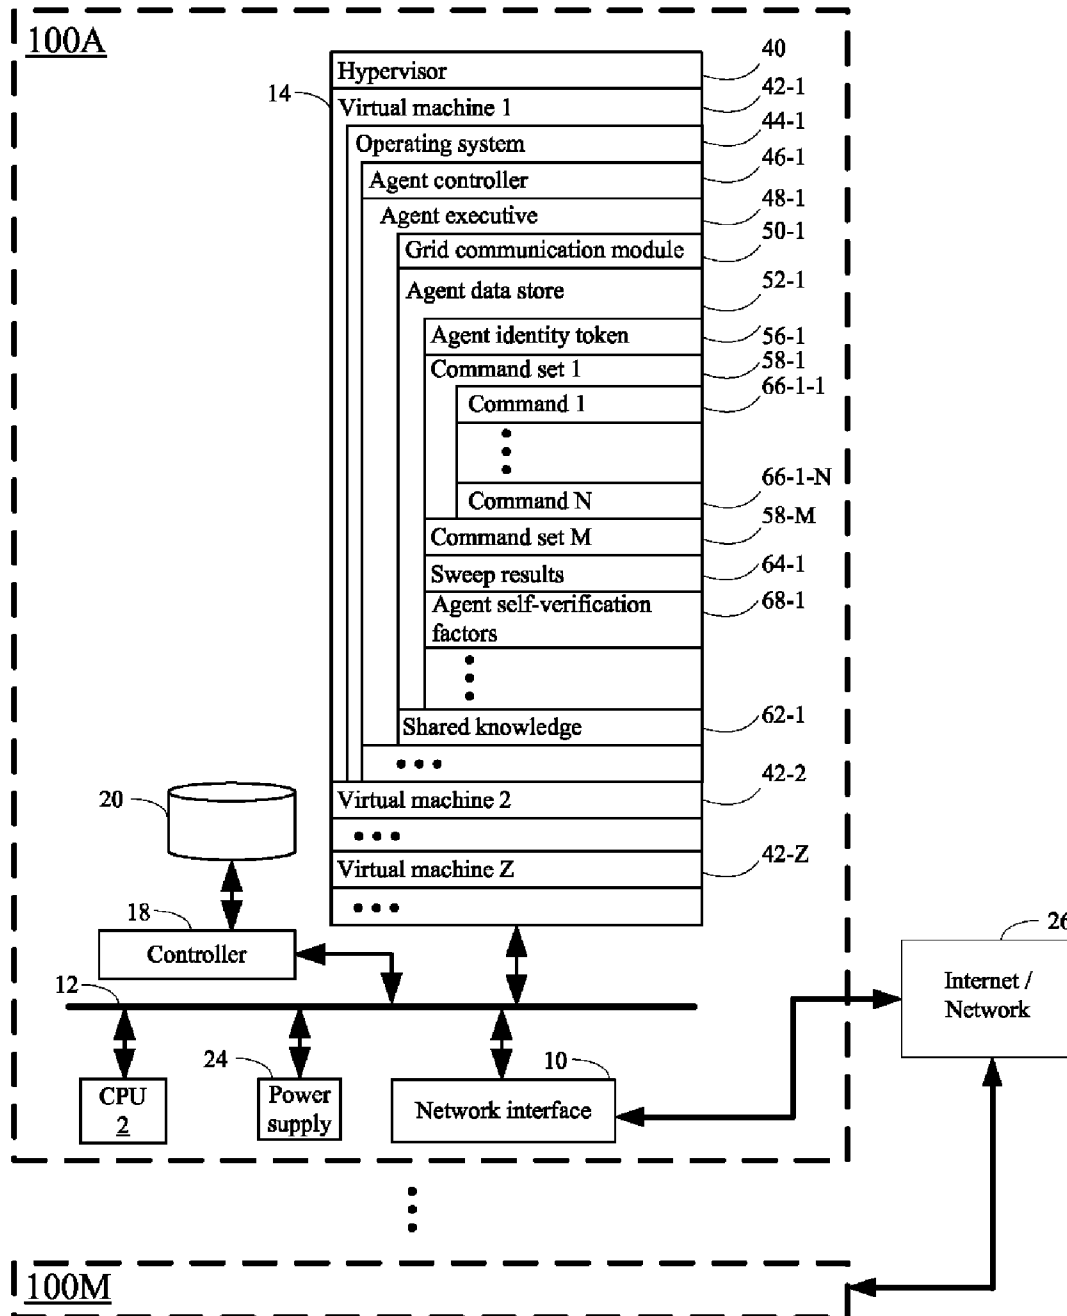 100A
40
Hypervisor
14
42-1
Virtual machine 1
44-1
Operating system
46-1
Agent controller
48-1
Agent executive
50-1
Grid communication module
52-1
Agent data store
56-1
Agent identity token
58-1
Command set 1
66-1-1
Command 1
66-1-N
Command N
58-M
Command set M
64-1
Sweep results
68-1
Agent self-verification
factors
62-1
Shared knowledge
42-2
20
Virtual machine 2
42-Z
Virtual machine Z
18
26
Controller
Internet /
Network
12
24
10
CPU
2
Power
supply
Network interface
100M